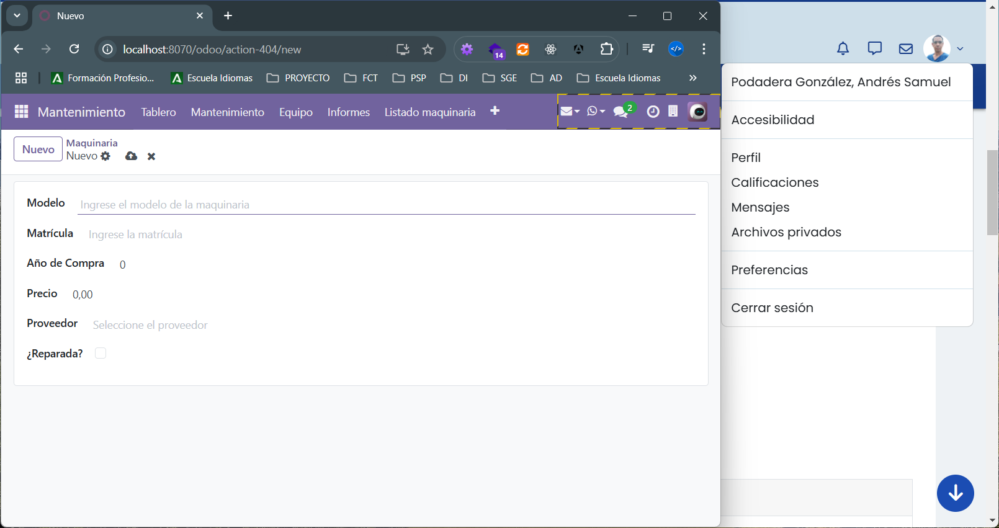 Nuevo
localhost:8070/odoo/action-404/new
14
Formación Profesio...
Escuela Idiomas
PROYECTO
FCT
PSP
DI
SGE
AD
Escuela Idiomas
Mantenimiento
Tablero
Mantenimiento
Equipo
Informes
Listado maquinaria
2
Nuevo
Maquinaria
Nuevo
Modelo
Ingrese el modelo de la maquinaria
Matrícula
Ingrese la matrícula
Año de Compra
0
Precio
0,00
Proveedor
Seleccione el proveedor
¿Reparada?
Podadera González, Andrés Samuel
Accesibilidad
Perfil
Calificaciones
Mensajes
Archivos privados
Preferencias
Cerrar sesión